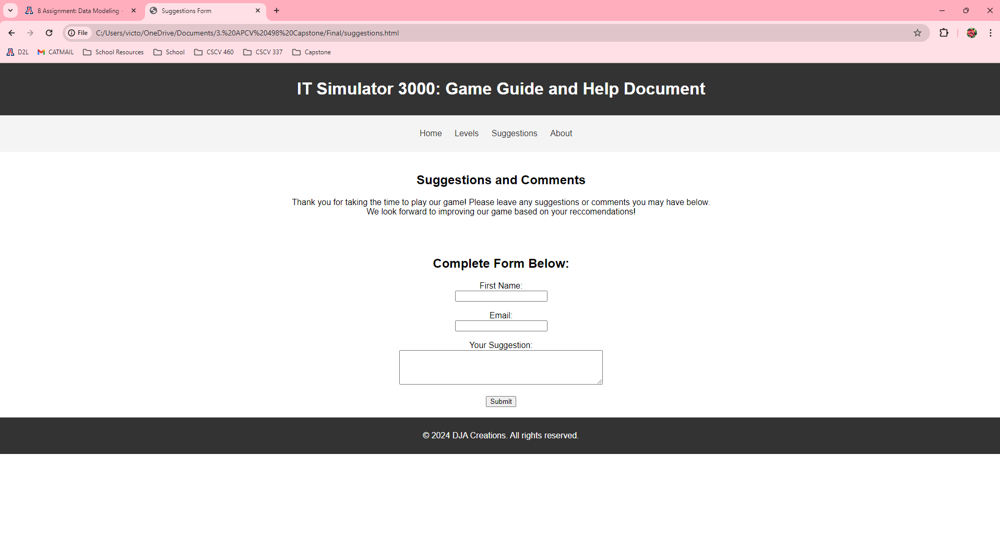 8 Assignment: Data Modeling -
Suggestions Form
File
C:/Users/victo/OneDrive/Documents/3.%20APCV%20498%20Capstone/Final/suggestions.html
D2L CATMAIL School Resources School CSCV 460 CSCV 337 Capstone
IT Simulator 3000: Game Guide and Help Document
Home Levels Suggestions About
Suggestions and Comments
Thank you for taking the time to play our game! Please leave any suggestions or comments you may have below.
We look forward to improving our game based on your reccomendations!
Complete Form Below:
First Name:
Email:
Your Suggestion:
Submit
© 2024 DJA Creations. All rights reserved.